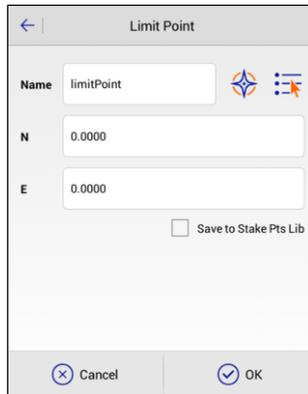 Limit Point
Name limitPoint
N 0.0000
E 0.0000
Save to Stake Pts Lib
Cancel OK